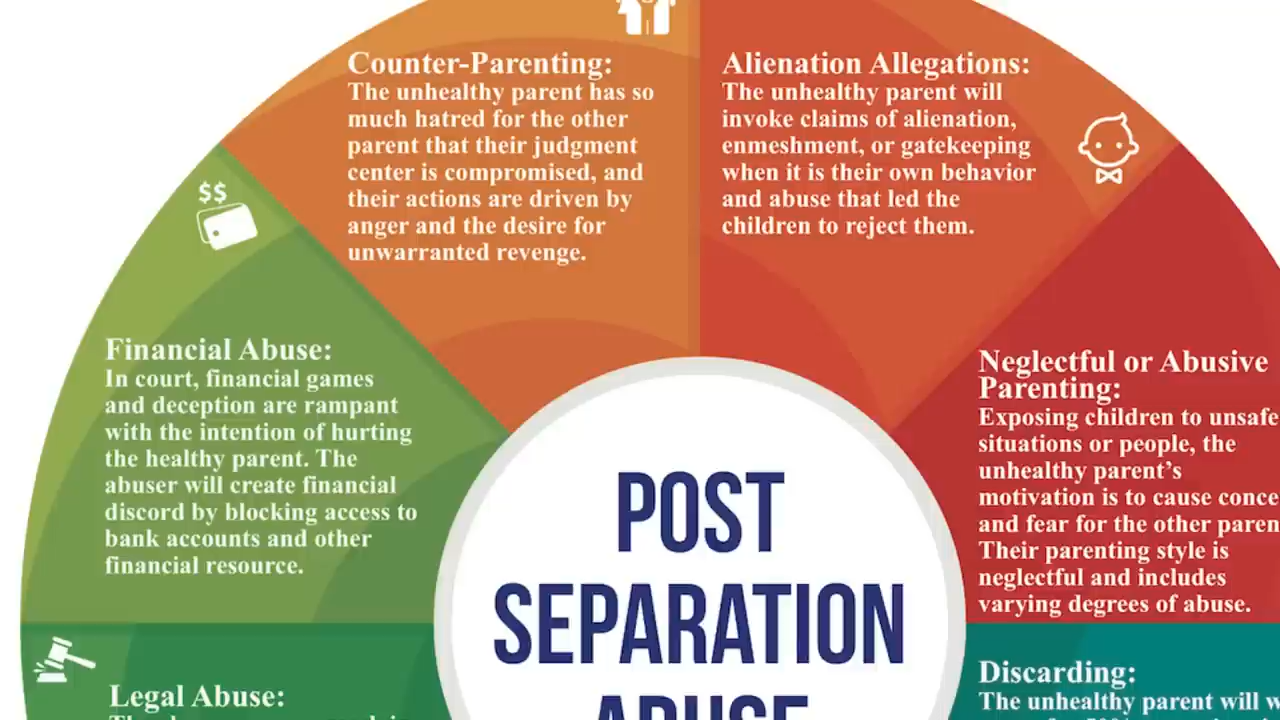 Counter-Parenting:
The unhealthy parent has so
much hatred for the other
parent that their judgment
center is compromised, and
their actions are driven by
anger and the desire for
unwarranted revenge.
Alienation Allegations:
The unhealthy parent will
invoke claims of alienation,
enmeshment, or gatekeeping
when it is their own behavior
and abuse that led the
children to reject them.
$$
Financial Abuse:
In court, financial games
and deception are rampant
with the intention of hurting
the healthy parent. The
abuser will create financial
discord by blocking access to
bank accounts and other
financial resource.
Neglectful or Abusive
Parenting:
Exposing children to unsafe
situations or people, the
unhealthy parent's
motivation is to cause
and fear for the other
Their parenting style is
neglectful and includes
varying degrees of abuse.
POST
SEPARATION
ABUSE
Legal Abuse:
Discarding:
The unhealthy parent will